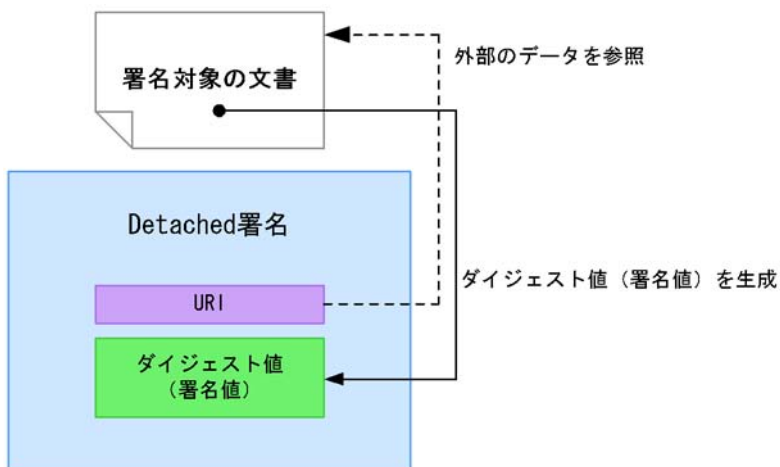 署名対象の文書
外部のデータを参照
Detached署名
ダイジェスト値（署名値）を生成
URI
ダイジェスト値
（署名値）